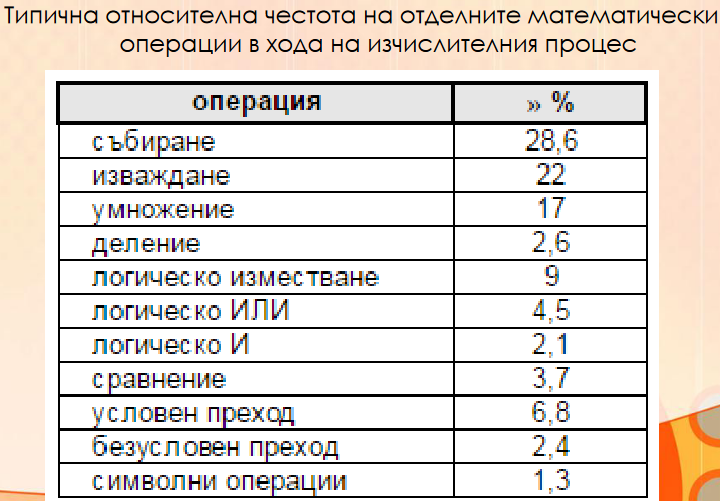 Типична относителна честота на отделните математически
операции в хода на изчислителния процес
операция » %
събиране 28,6
изваждане 22
умножение 17
деление 2,6
логическо изместване 9
логическо ИЛИ 4,5
логическо И 2,1
сравнение 3,7
условен преход 6,8
безусловен преход 2,4
символни операции 1,3